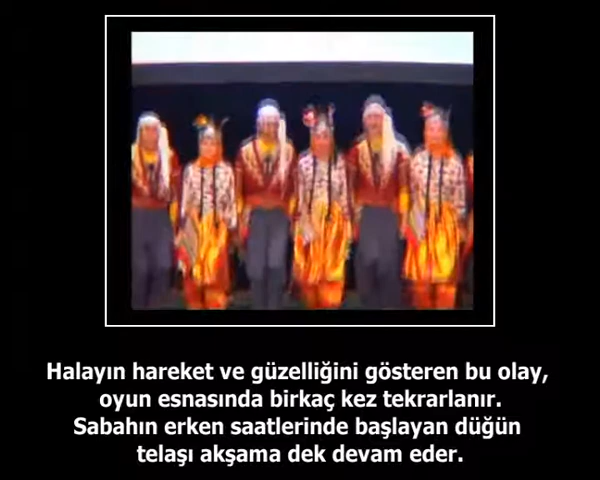 Halayın hareket ve güzelliğini gösteren bu olay,
oyun esnasında birkaç kez tekrarlanır.
Sabahın erken saatlerinde başlayan düğün
telaşı akşama dek devam eder.